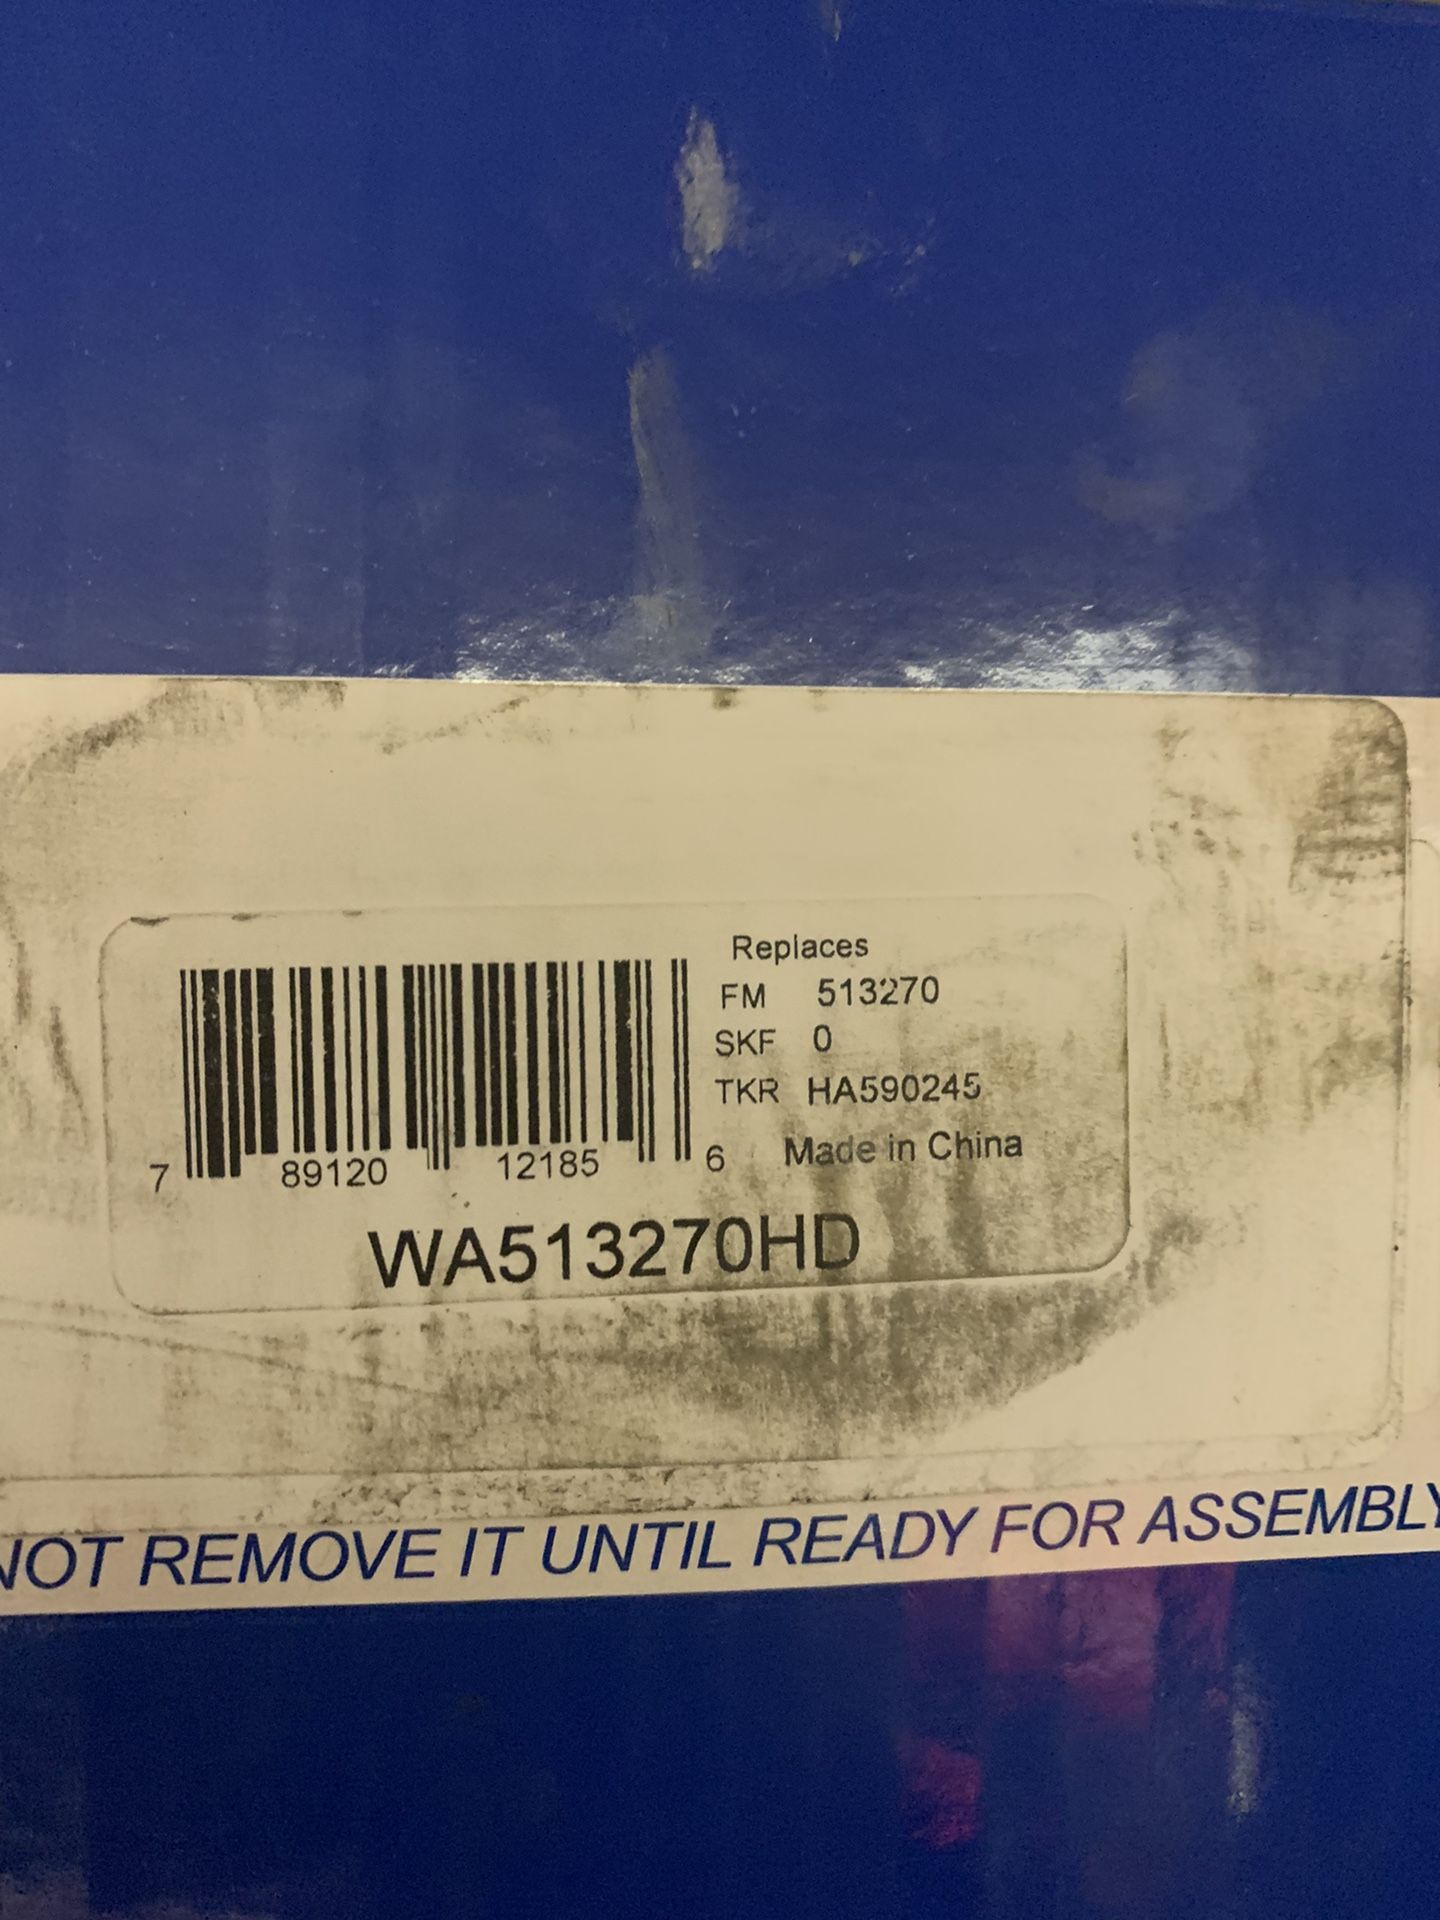 Replaces
FM 513270
SKF 0
TKR HA590245
Made in China
7 89120 12185 6
WA513270HD
NOT REMOVE IT UNTIL READY FOR ASSEMBLY